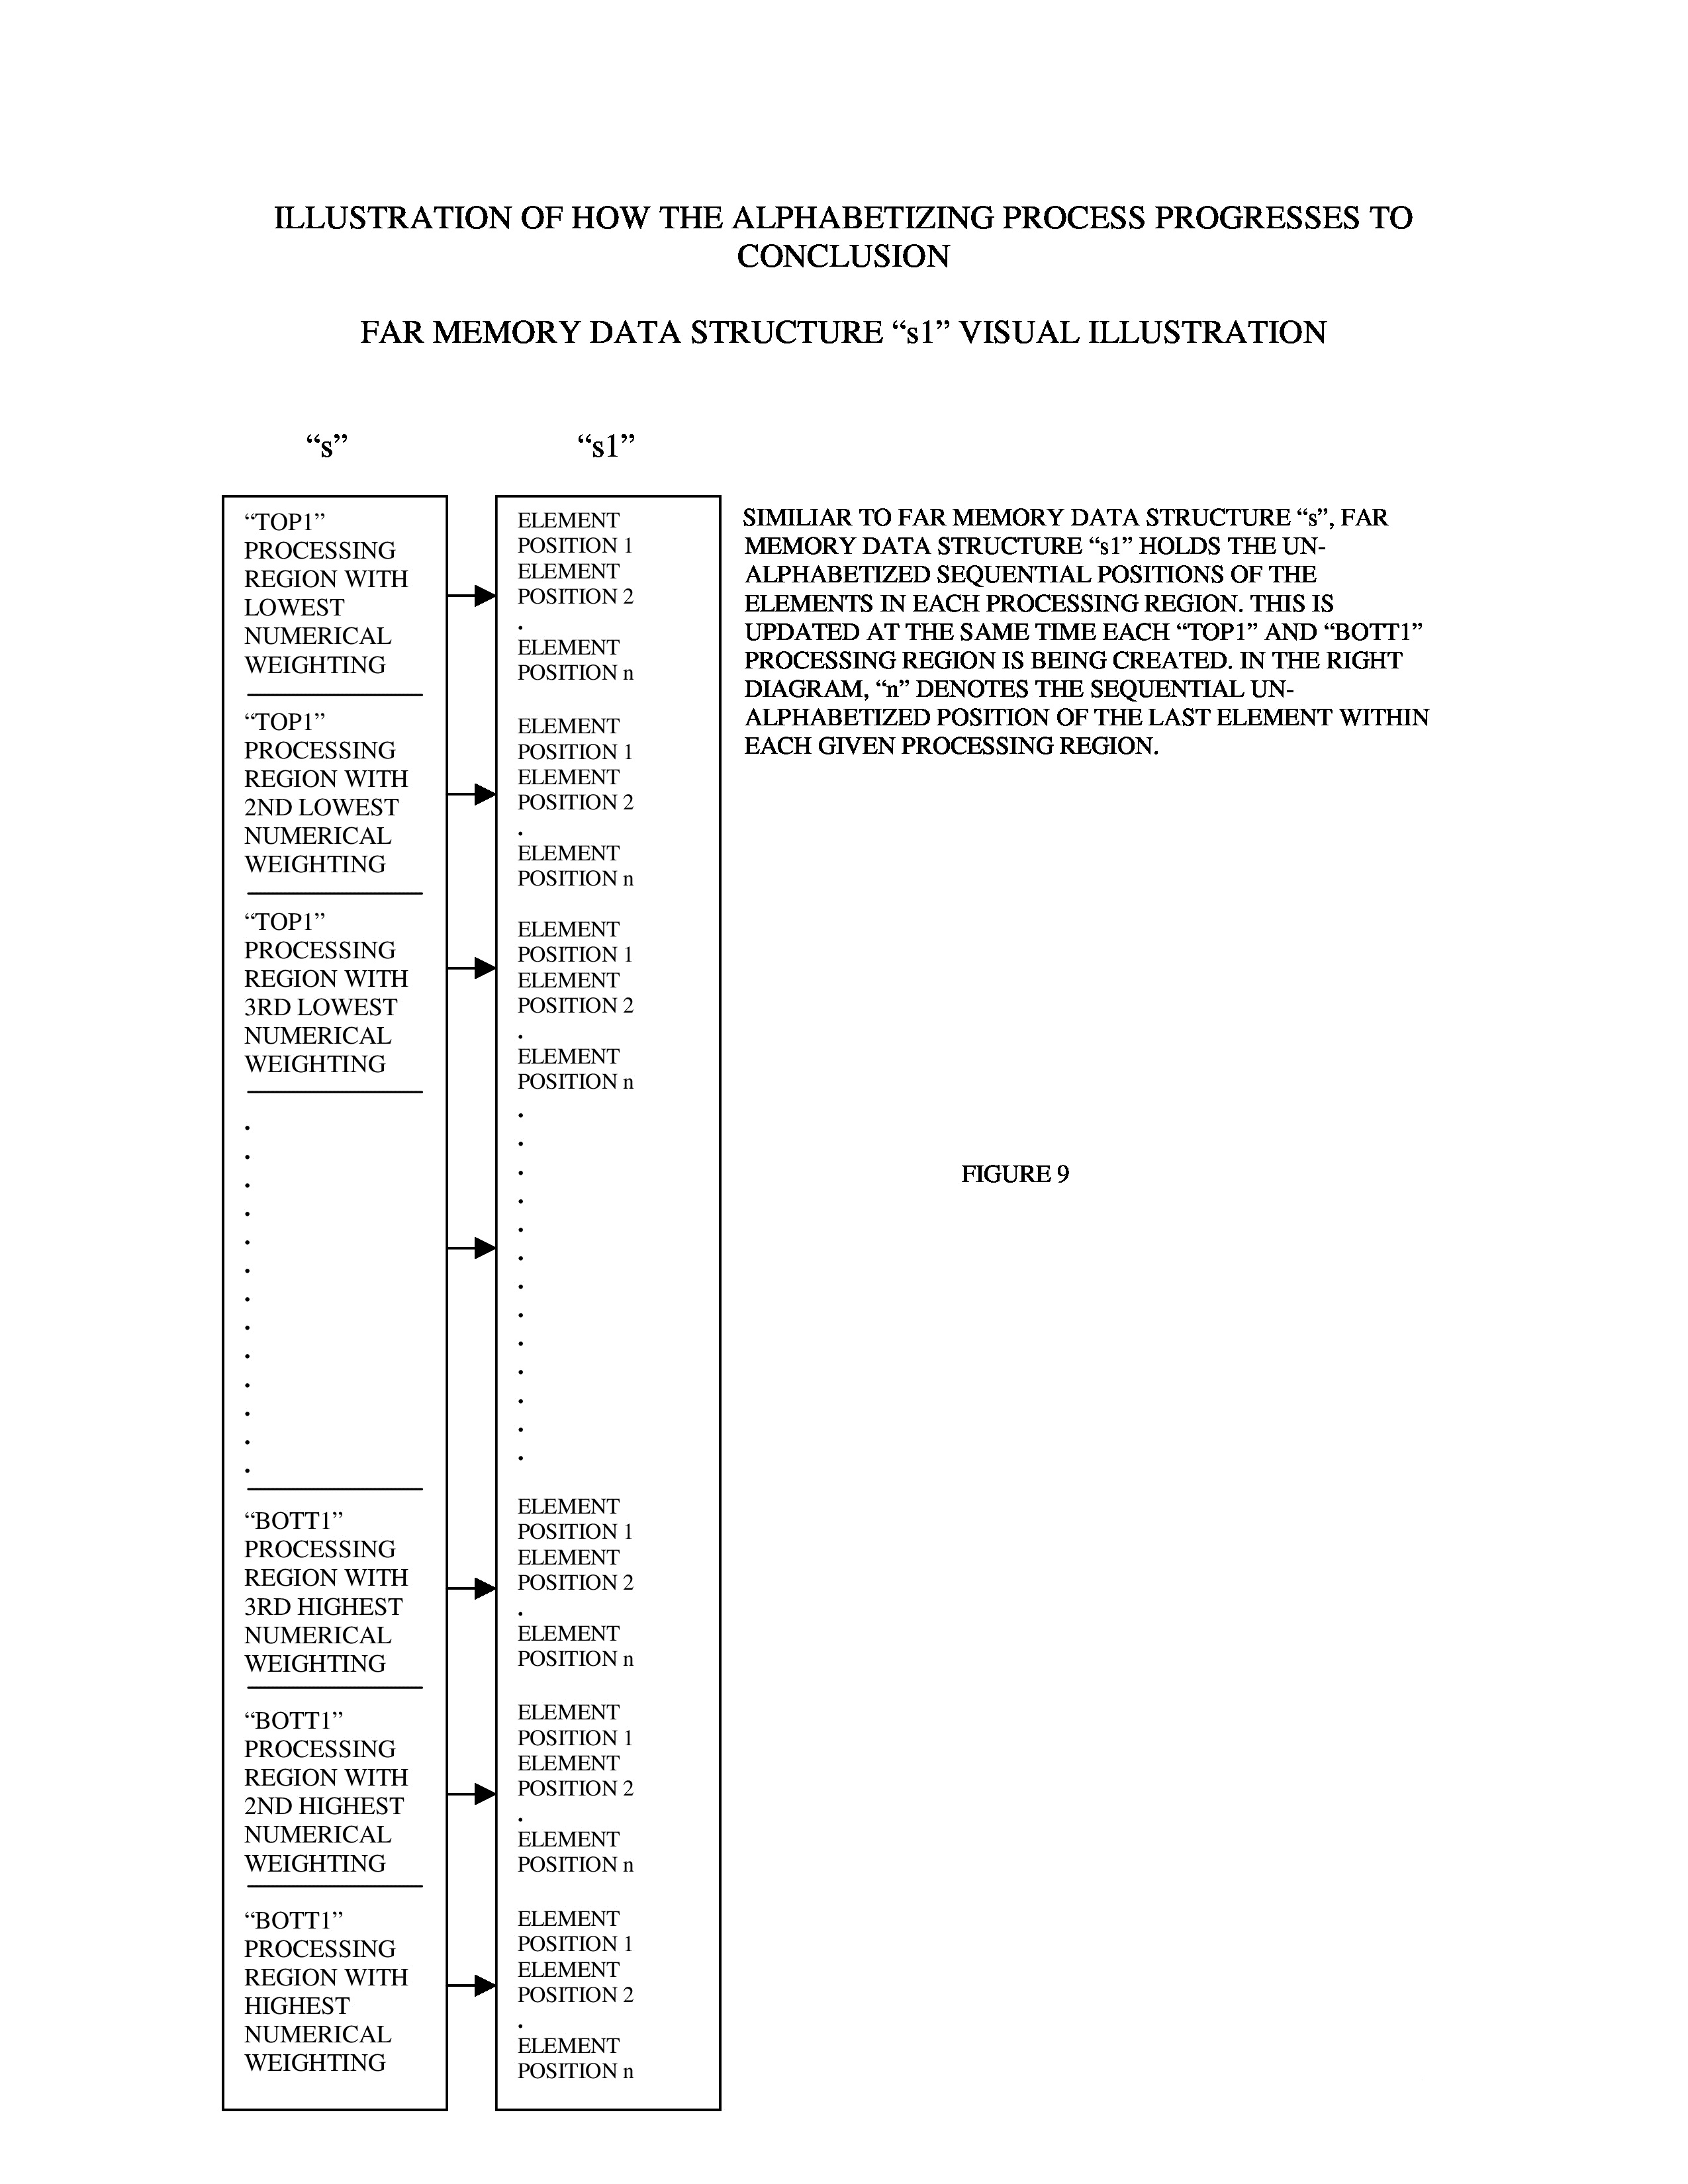 ILLUSTRATION OF HOW THE ALPHABETIZING PROCESS PROGRESSES TO
CONCLUSION
FAR MEMORY DATA STRUCTURE “s1” VISUAL ILLUSTRATION
“s”
“TOP1”
PROCESSING
REGION WITH
LOWEST
NUMERICAL
WEIGHTING
“TOP1”
PROCESSING
REGION WITH
2ND LOWEST
NUMERICAL
WEIGHTING
“TOP1”
PROCESSING
REGION WITH
3RD LOWEST
NUMERICAL
WEIGHTING
.
.
.
.
.
.
.
.
.
.
.
.
.
“BOTT1”
PROCESSING
REGION WITH
3RD HIGHEST
NUMERICAL
WEIGHTING
“BOTT1”
PROCESSING
REGION WITH
2ND HIGHEST
NUMERICAL
WEIGHTING
“BOTT1”
PROCESSING
REGION WITH
HIGHEST
NUMERICAL
WEIGHTING
“s1”
ELEMENT
POSITION 1
ELEMENT
POSITION 2
.
ELEMENT
POSITION n
ELEMENT
POSITION 1
ELEMENT
POSITION 2
.
ELEMENT
POSITION n
ELEMENT
POSITION 1
ELEMENT
POSITION 2
.
ELEMENT
POSITION n
.
.
.
.
.
.
.
.
.
.
.
.
.
ELEMENT
POSITION 1
ELEMENT
POSITION 2
.
ELEMENT
POSITION n
ELEMENT
POSITION 1
ELEMENT
POSITION 2
.
ELEMENT
POSITION n
ELEMENT
POSITION 1
ELEMENT
POSITION 2
.
ELEMENT
POSITION n
SIMILIAR TO FAR MEMORY DATA STRUCTURE “s”, FAR
MEMORY DATA STRUCTURE “s1” HOLDS THE UN-
ALPHABETIZED SEQUENTIAL POSITIONS OF THE
ELEMENTS IN EACH PROCESSING REGION. THIS IS
UPDATED AT THE SAME TIME EACH “TOP1” AND “BOTT1”
PROCESSING REGION IS BEING CREATED. IN THE RIGHT
DIAGRAM, “n” DENOTES THE SEQUENTIAL UN-
ALPHABETIZED POSITION OF THE LAST ELEMENT WITHIN
EACH GIVEN PROCESSING REGION.
FIGURE 9